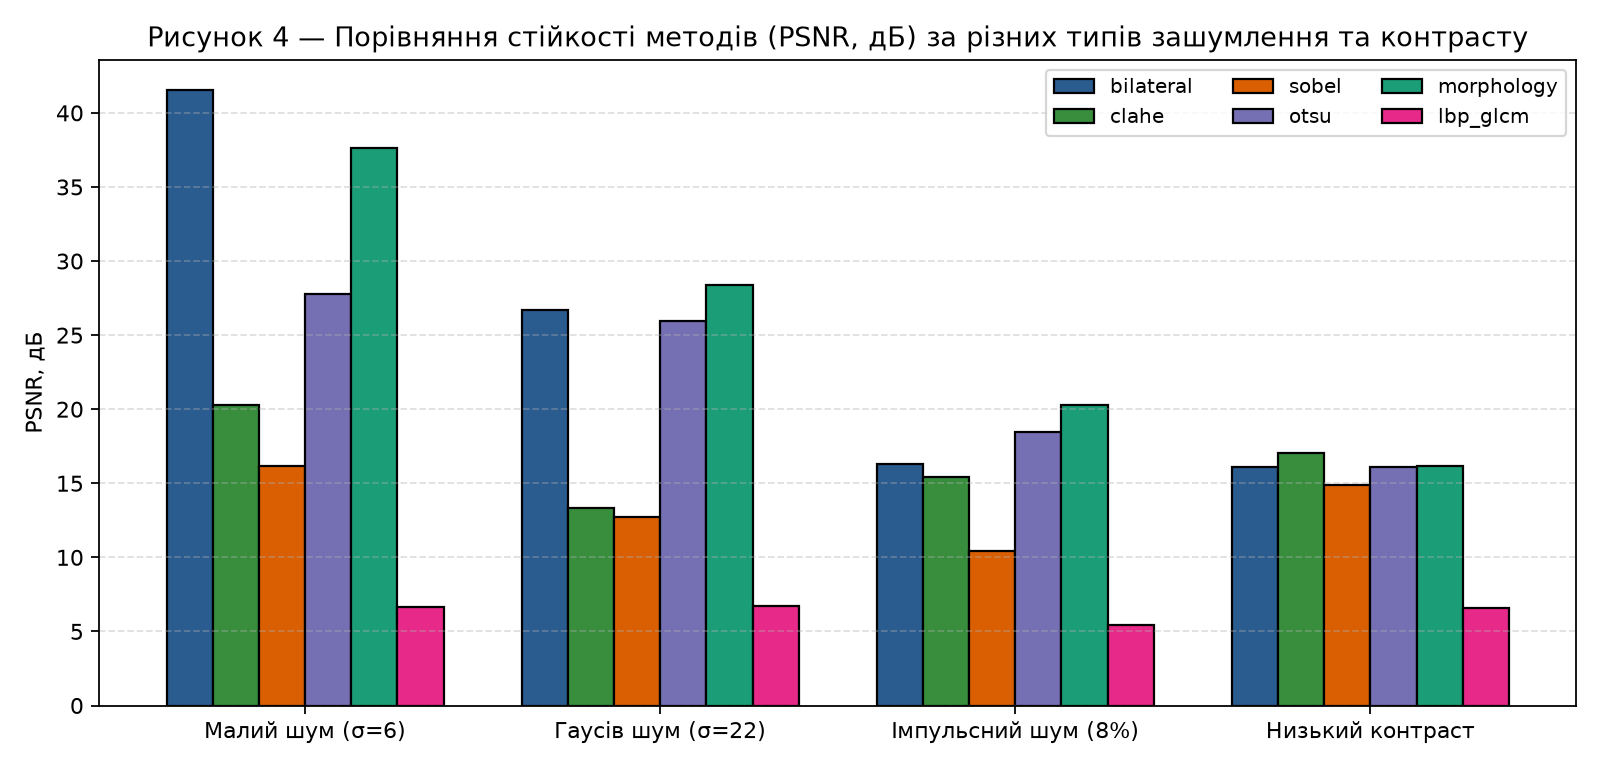 Рисунок 4 — Порівняння стійкості методів (PSNR, дБ) за різних типів зашумлення та контрасту
bilateral sobel morphology
clahe otsu lbp_glcm
PSNR, дБ
40
35
30
25
20
15
10
5
0
Малий шум (σ=6) Гаусів шум (σ=22) Імпульсний шум (8%) Низький контраст